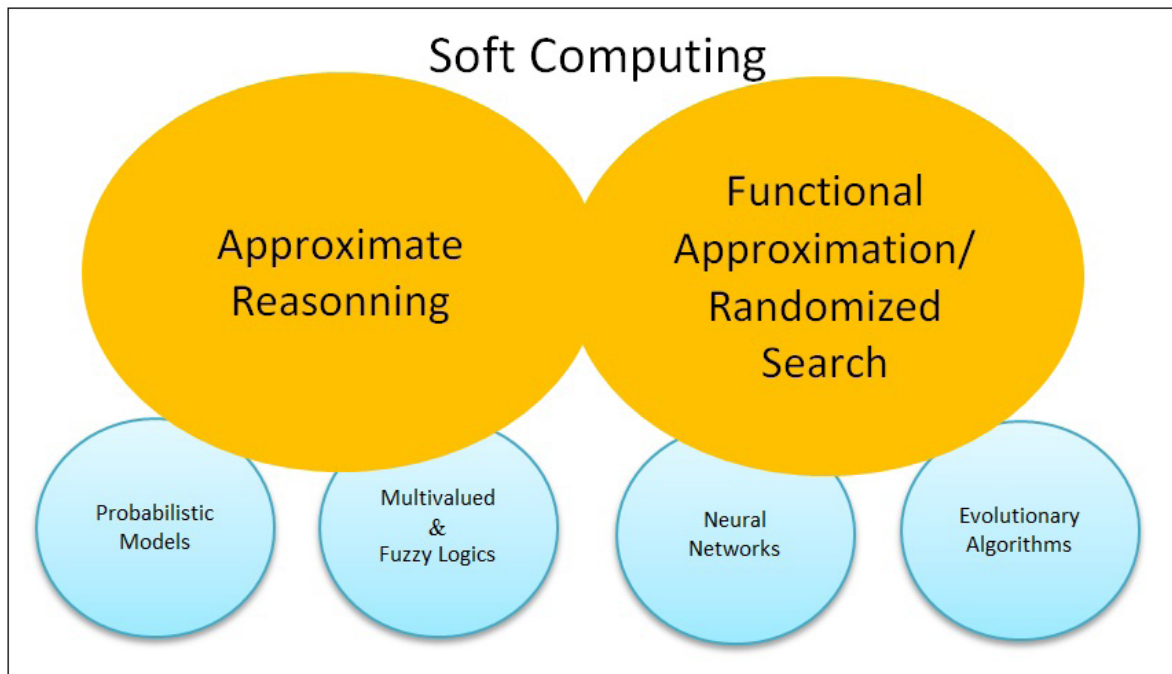 Soft Computing
Approximate
Reasonning
Functional
Approximation/
Randomized
Search
Probabilistic
Models
Multivalued
&
Fuzzy Logics
Neural
Networks
Evolutionary
Algorithms